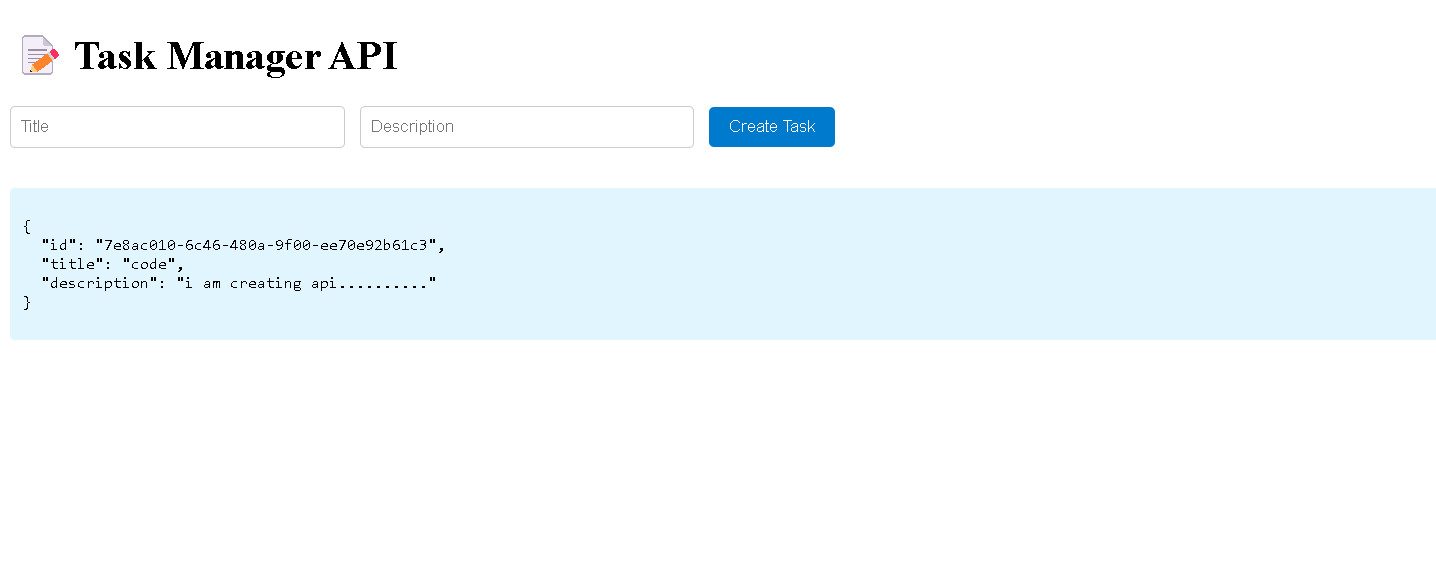 Task Manager API
Title Description Create Task
{
  "id": "7e8ac010-6c46-480a-9f00-ee70e92b61c3",
  "title": "code",
  "description": "i am creating api.........."
}